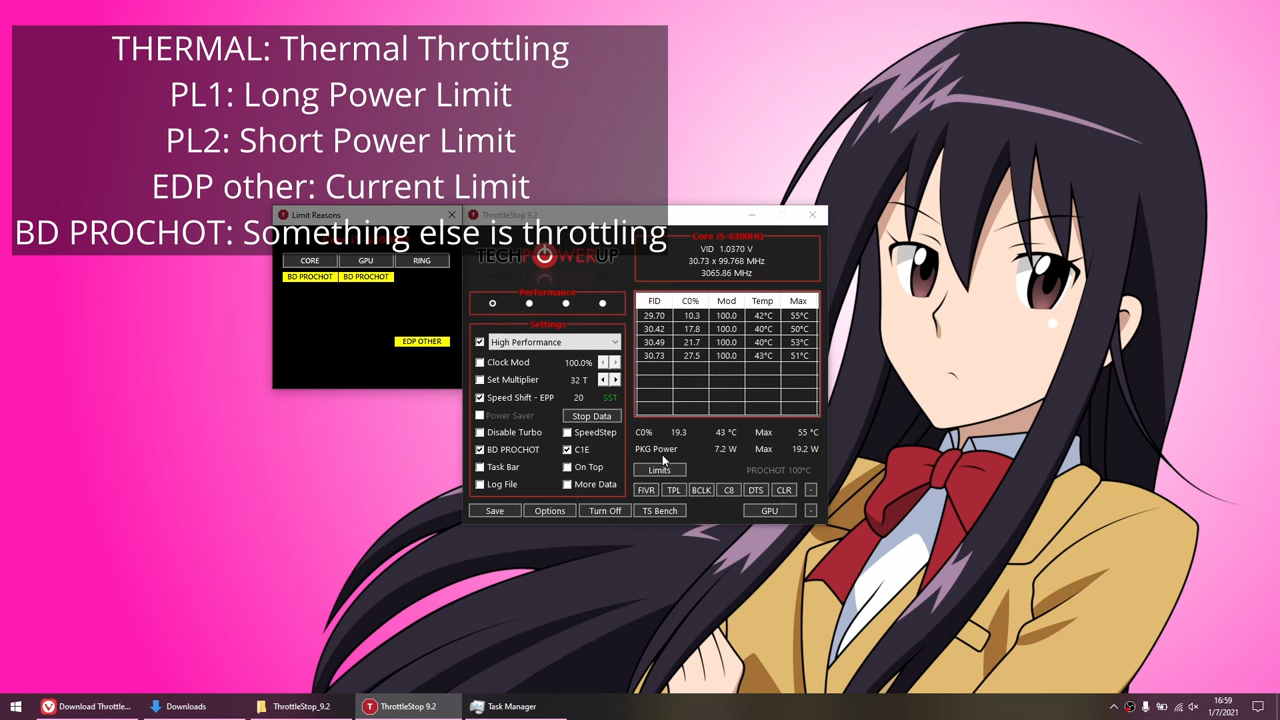 THERMAL: Thermal Throttling
PL1: Long Power Limit
PL2: Short Power Limit
EDP other: Current Limit
BD PROCHOT: Something else is throttling
Limit Reasons
CORE GPU RING
BD PROCHOT BD PROCHOT
EDP OTHER
ThrottleStop 9.2
TECHPOWERUP
Core i5-6300HQ
VID 1.0370 V
30.73 x 99.768 MHz
3065.86 MHz
Performance
Settings
High Performance
Clock Mod 100.0%
Set Multiplier 32 T
Speed Shift - EPP 20 SST
Power Saver Stop Data
Disable Turbo SpeedStep
BD PROCHOT C1E
Task Bar On Top
Log File More Data
FID C0% Mod Temp Max
29.70 10.3 100.0 42°C 55°C
30.42 17.8 100.0 40°C 50°C
30.49 21.7 100.0 40°C 53°C
30.73 27.5 100.0 43°C 51°C
C0% 19.3 43 °C Max 55 °C
PKG Power 7.2 W Max 19.2 W
Limits PROCHOT 100°C
FIVR TPL BCLK C8 DTS CLR -
Save Options Turn Off TS Bench GPU -
Download Throttle... Downloads ThrottleStop_9.2 ThrottleStop 9.2 Task Manager
16:59
1/7/2021